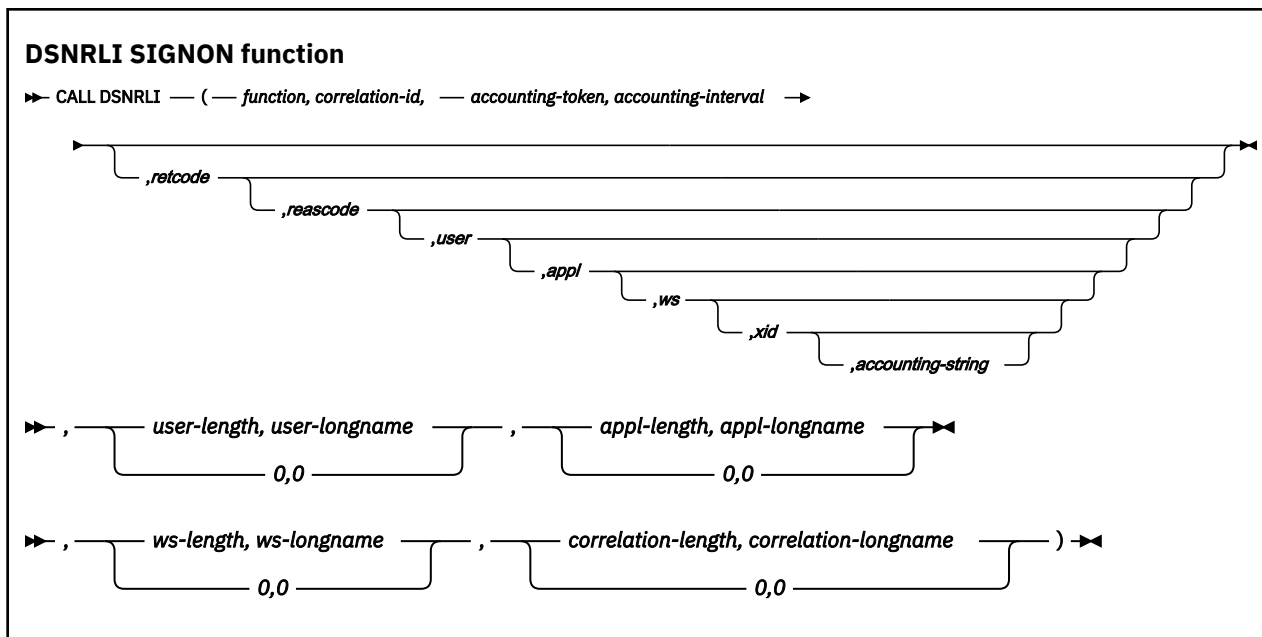 DSNRLI SIGNON function
CALL DSNRLI ( function, correlation-id, accounting-token, accounting-interval
,retcode
,reascode
,user
,appl
,ws
,xid
,accounting-string
, user-length, user-longname , appl-length, appl-longname
0,0 0,0
, ws-length, ws-longname , correlation-length, correlation-longname )
0,0 0,0